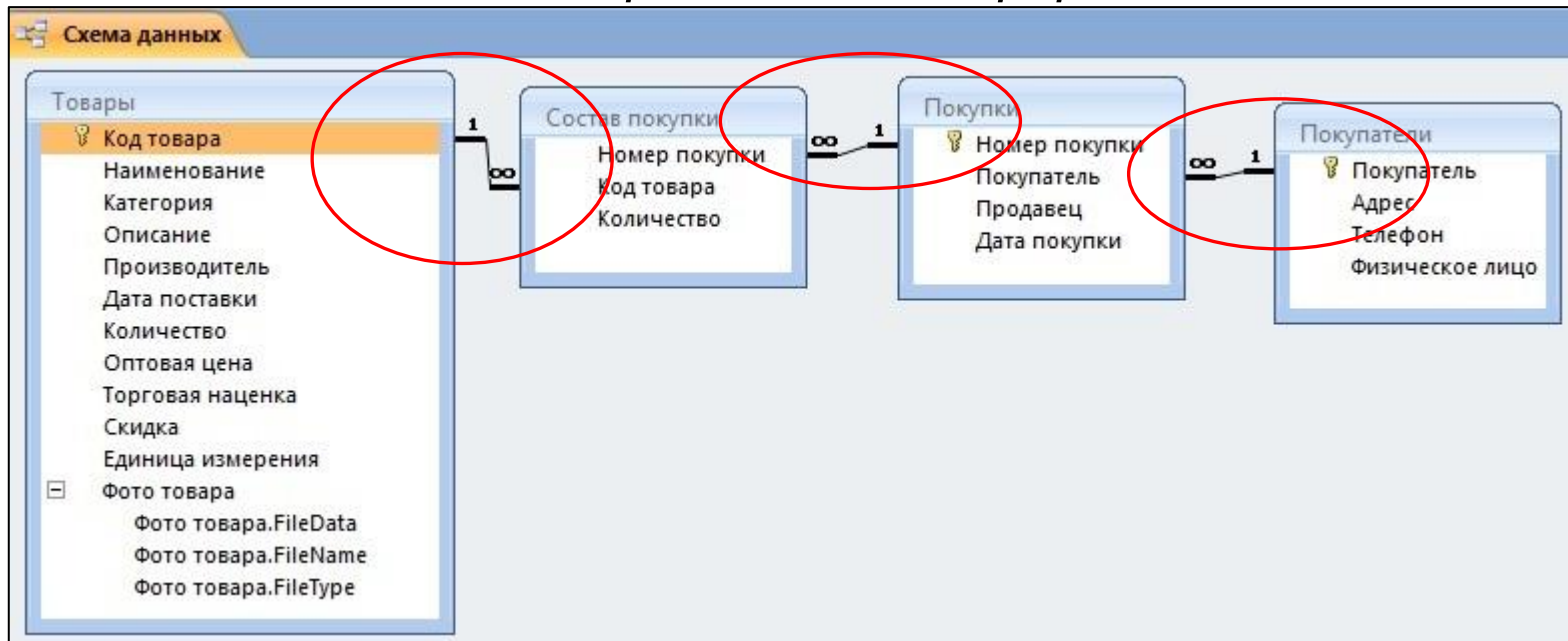 Схема данных
Товары
Код товара
Наименование
Категория
Описание
Производитель
Дата поставки
Количество
Оптовая цена
Торговая наценка
Скидка
Единица измерения
Фото товара
Фото товара.FileData
Фото товара.FileName
Фото товара.FileType
1
∞
Состав покупки
Номер покупки
Код товара
Количество
∞
1
Покупки
Номер покупки
Покупатель
Продавец
Дата покупки
∞
1
Покупатели
Покупатель
Адрес
Телефон
Физическое лицо